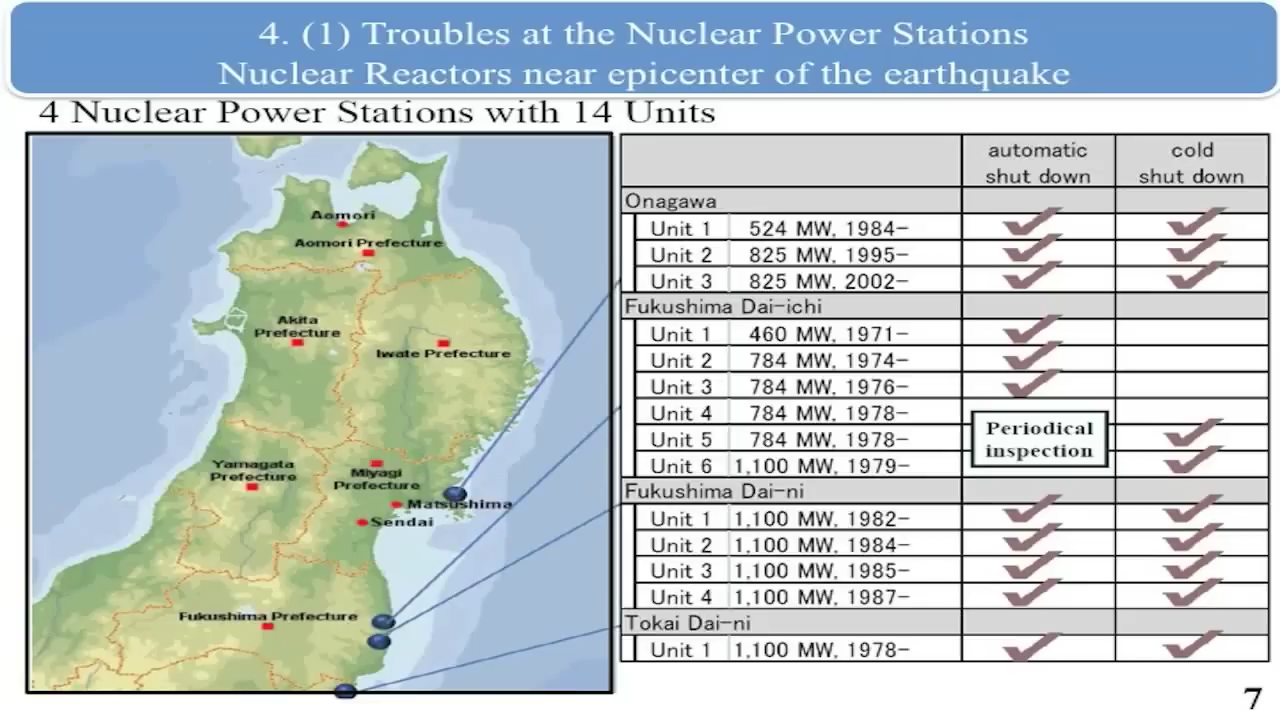 4. (1) Troubles at the Nuclear Power Stations
Nuclear Reactors near epicenter of the earthquake
4 Nuclear Power Stations with 14 Units
Aomori
Aomori Prefecture
Akita
Prefecture
Iwate Prefecture
Yamagata
Prefecture
Miyagi
Prefecture
Matsushima
Sendai
Fukushima Prefecture
automatic shut down
cold shut down
Onagawa
Unit 1 524 MW, 1984-
Unit 2 825 MW, 1995-
Unit 3 825 MW, 2002-
Fukushima Dai-ichi
Unit 1 460 MW, 1971-
Unit 2 784 MW, 1974-
Unit 3 784 MW, 1976-
Unit 4 784 MW, 1978-
Unit 5 784 MW, 1978-
Unit 6 1,100 MW, 1979-
Periodical
inspection
Fukushima Dai-ni
Unit 1 1,100 MW, 1982-
Unit 2 1,100 MW, 1984-
Unit 3 1,100 MW, 1985-
Unit 4 1,100 MW, 1987-
Tokai Dai-ni
Unit 1 1,100 MW, 1978-
7